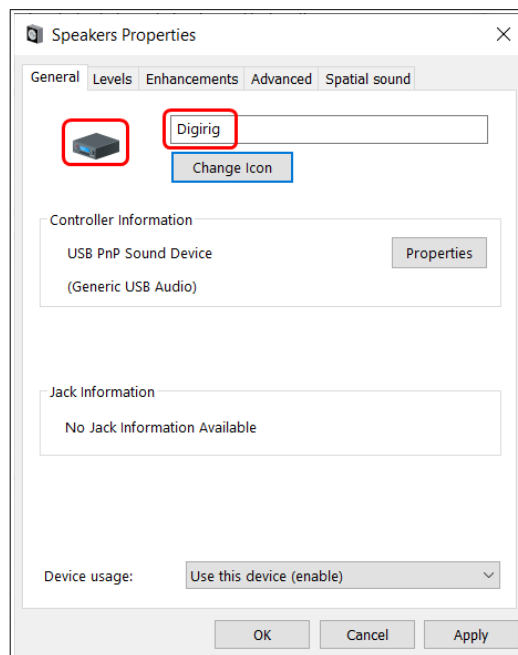 Speakers Properties
General Levels Enhancements Advanced Spatial sound
Digirig
Change Icon
Controller Information
USB PnP Sound Device
Properties
(Generic USB Audio)
Jack Information
No Jack Information Available
Device usage:
Use this device (enable)
OK Cancel Apply